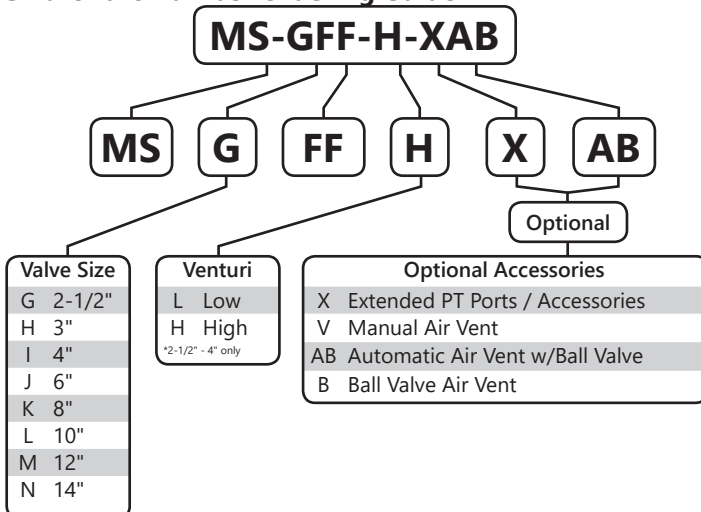 MS-GFF-H-XAB
MS G FF H X AB
Optional
Valve Size
G 2-1/2"
H 3"
I 4"
J 6"
K 8"
L 10"
M 12"
N 14"
Venturi
L Low
H High
*2-1/2" - 4" only
Optional Accessories
X Extended PT Ports / Accessories
V Manual Air Vent
AB Automatic Air Vent w/Ball Valve
B Ball Valve Air Vent